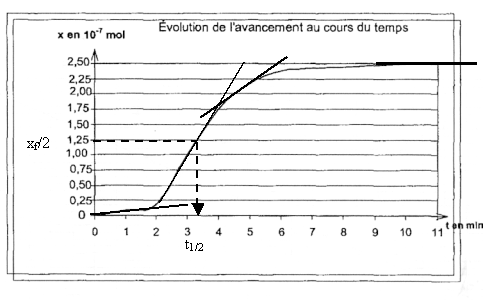 Évolution de l'avancement au cours du temps
x en 10⁻⁷ mol
2,50
2,25
2,00
1,75
1,50
1,25
1,00
0,75
0,50
0,25
0
xf/2
0 1 2 3 4 5 6 7 8 9 10 11
t en min
t1/2